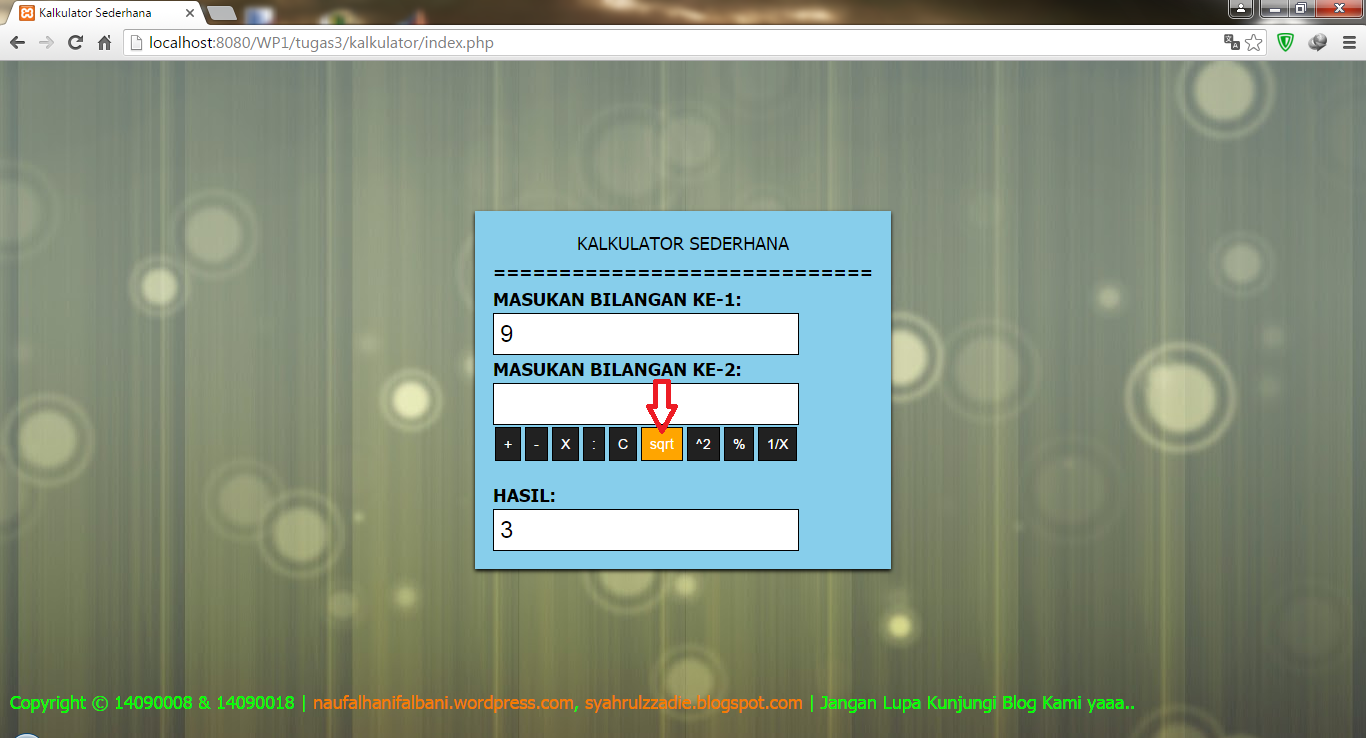 Kalkulator Sederhana
localhost:8080/WP1/tugas3/kalkulator/index.php
KALKULATOR SEDERHANA
==============================
MASUKAN BILANGAN KE-1:
9
MASUKAN BILANGAN KE-2:
+ - X : C sqrt ^2 % 1/X
HASIL:
3
Copyright © 14090008 & 14090018 | naufalhanifalbani.wordpress.com, syahrulzzadie.blogspot.com | Jangan Lupa Kunjungi Blog Kami yaaa..